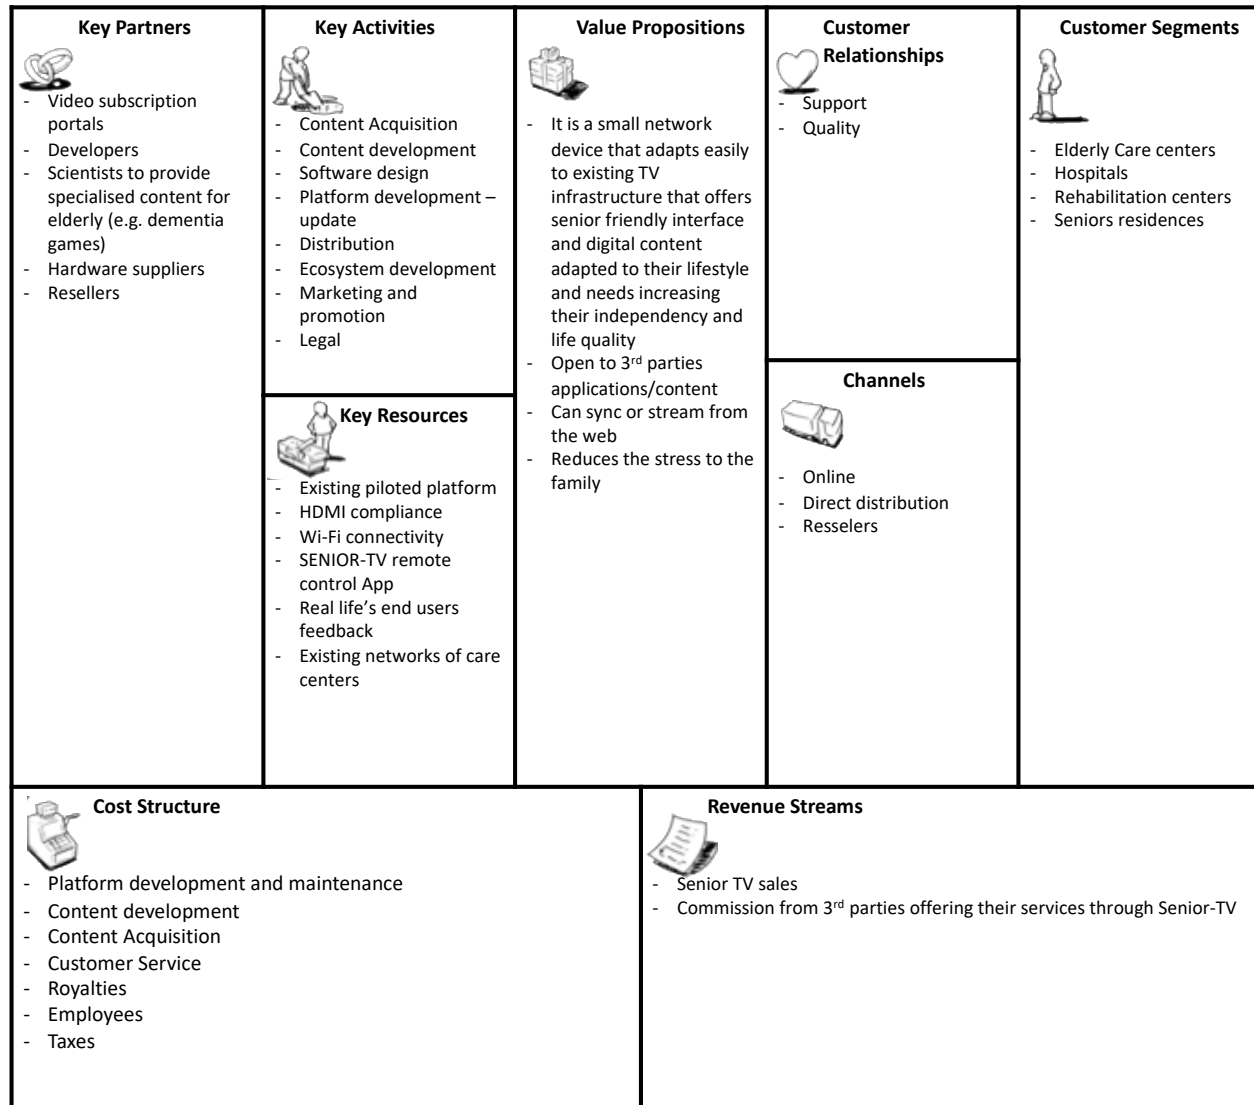 Key Partners
- Video subscription
portals
- Developers
- Scientists to provide
specialised content for
elderly (e.g. dementia
games)
- Hardware suppliers
- Resellers
Key Activities
- Content Acquisition
- Content development
- Software design
- Platform development –
update
- Distribution
- Ecosystem development
- Marketing and
promotion
- Legal
Key Resources
- Existing piloted platform
- HDMI compliance
- Wi-Fi connectivity
- SENIOR-TV remote
control App
- Real life’s end users
feedback
- Existing networks of care
centers
Value Propositions
- It is a small network
device that adapts easily
to existing TV
infrastructure that offers
senior friendly interface
and digital content
adapted to their lifestyle
and needs increasing
their independency and
life quality
- Open to 3rd parties
applications/content
- Can sync or stream from
the web
- Reduces the stress to the
family
Customer
Relationships
- Support
- Quality
Channels
- Online
- Direct distribution
- Resselers
Customer Segments
- Elderly Care centers
- Hospitals
- Rehabilitation centers
- Seniors residences
Cost Structure
- Platform development and maintenance
- Content development
- Content Acquisition
- Customer Service
- Royalties
- Employees
- Taxes
Revenue Streams
- Senior TV sales
- Commission from 3rd parties offering their services through Senior-TV